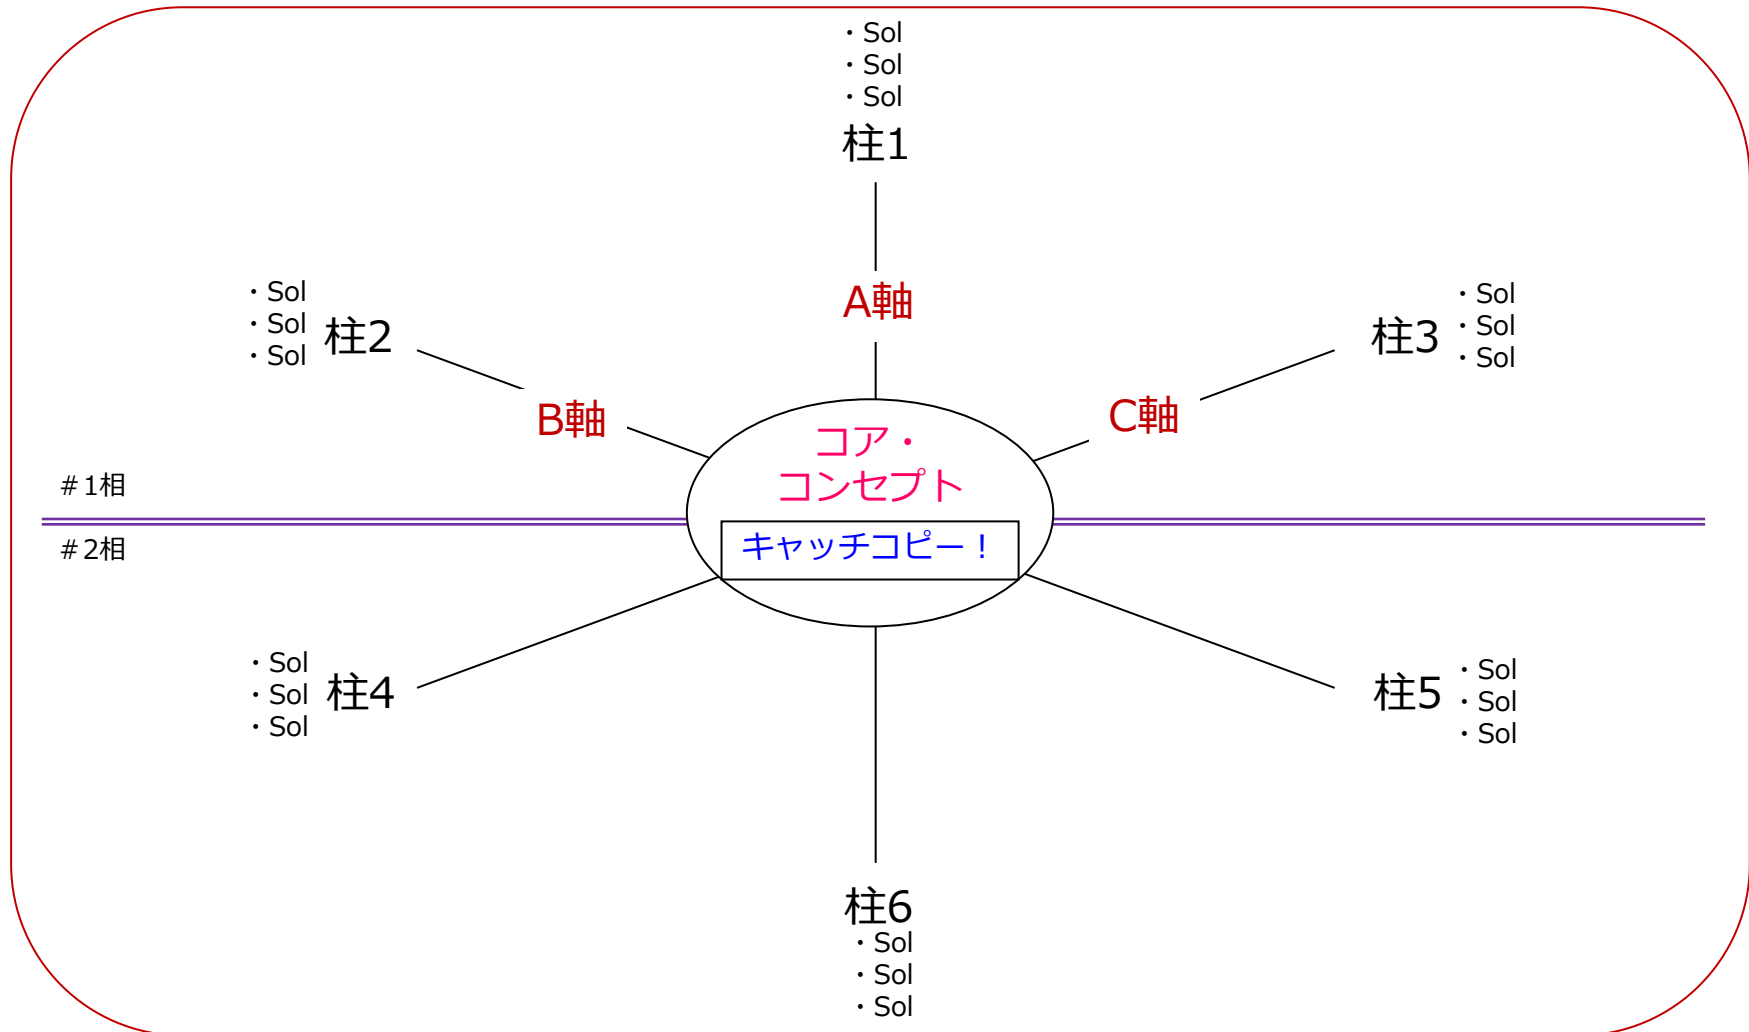 ・Sol
・Sol
・Sol
柱1
A軸
・Sol
・Sol
・Sol
柱2
B軸
柱3
・Sol
・Sol
・Sol
C軸
コア・
コンセプト
キャッチコピー！
＃1相
＃2相
・Sol
・Sol
・Sol
柱4
柱5
・Sol
・Sol
・Sol
柱6
・Sol
・Sol
・Sol